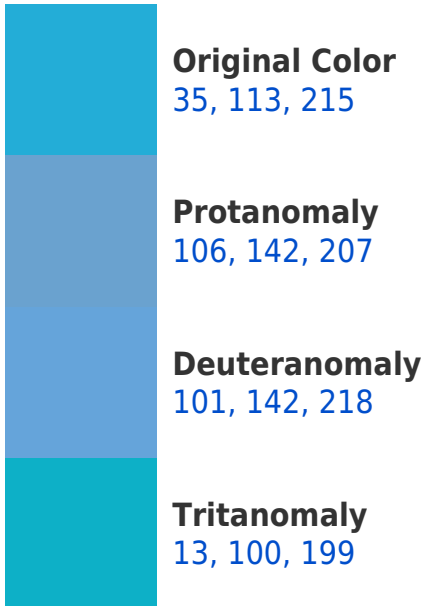 Original Color
35, 113, 215
Protanomaly
106, 142, 207
Deuteranomaly
101, 142, 218
Tritanomaly
13, 100, 199